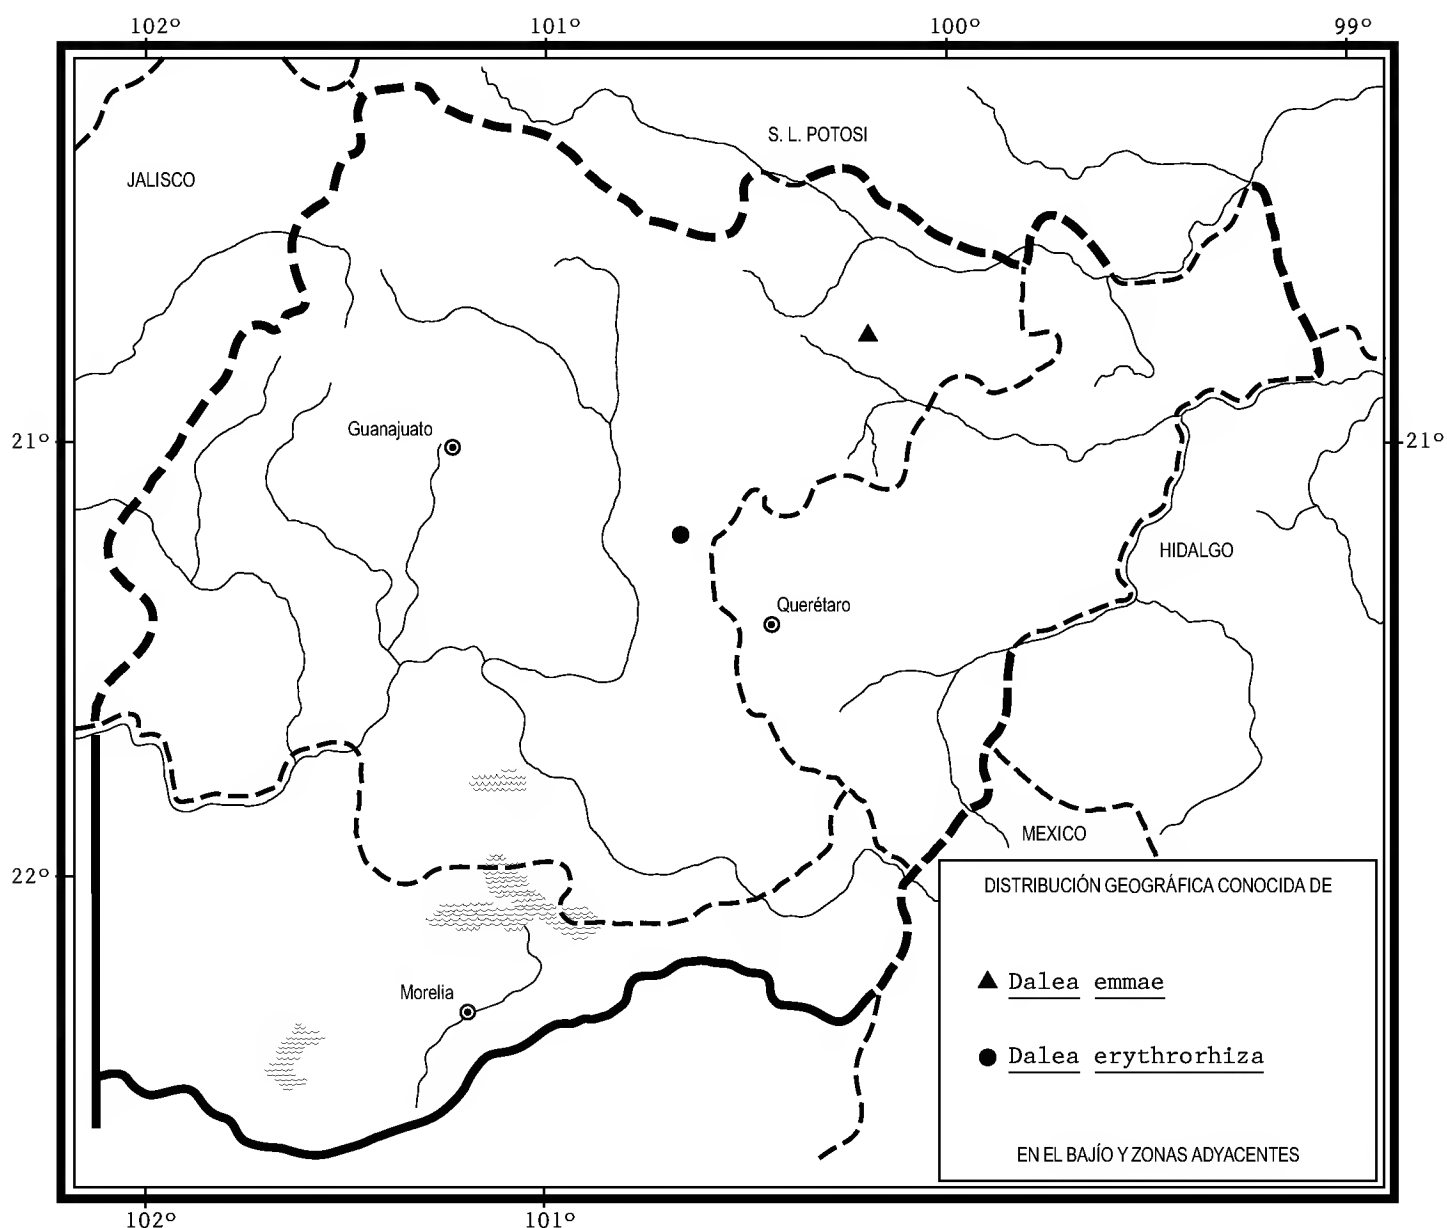 102° 101° 100° 99°
S. L. POTOSI
JALISCO
Guanajuato
21° 21°
HIDALGO
Querétaro
MEXICO
22°
DISTRIBUCIÓN GEOGRÁFICA CONOCIDA DE
Dalea emmae
Morelia
Dalea erythrorhiza
EN EL BAJÍO Y ZONAS ADYACENTES
102° 101°